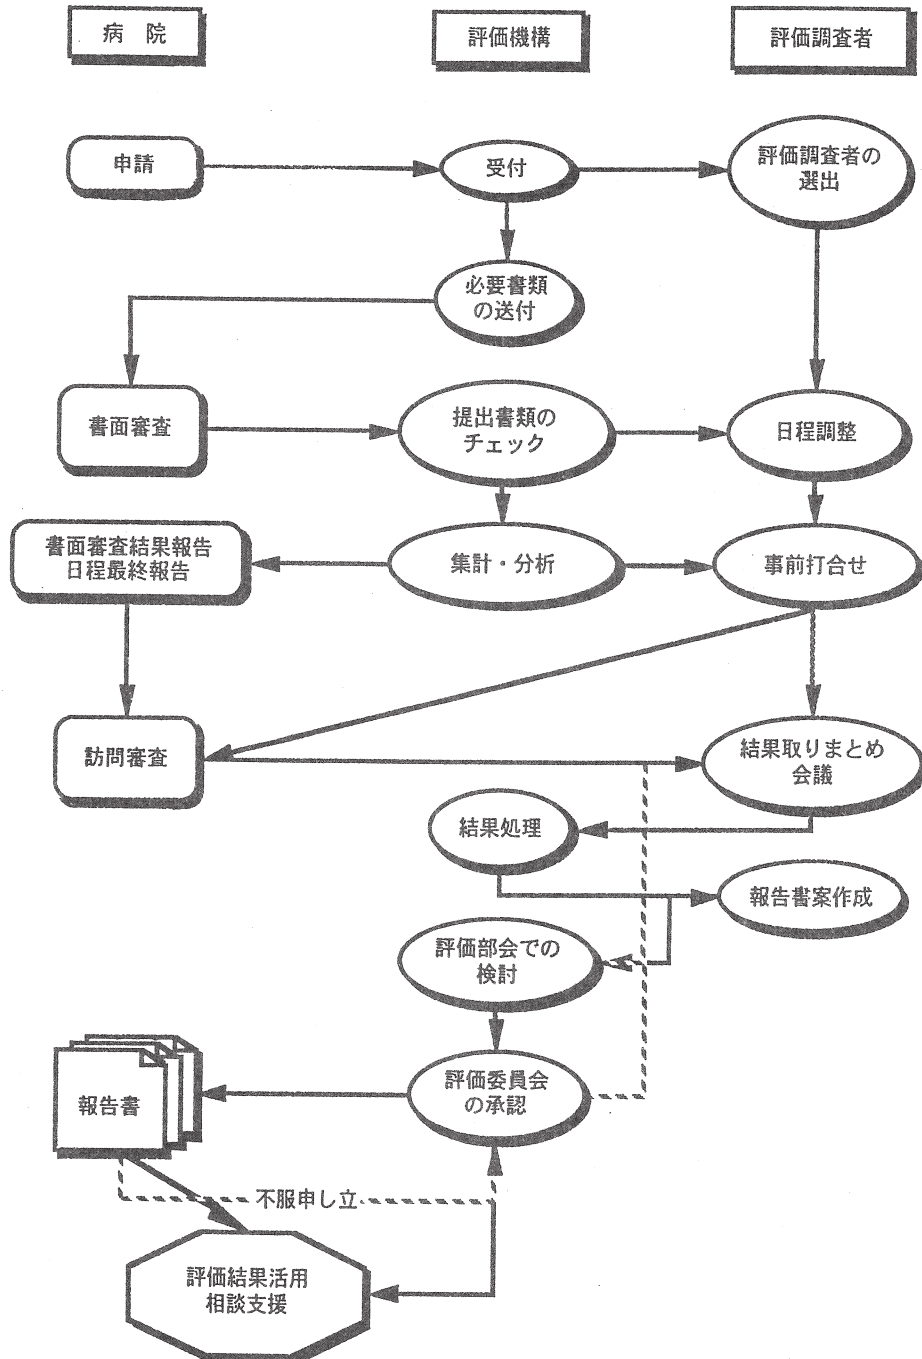 病 院
評価機構
評価調査者
申請
受付
評価調査者の
選出
必要書類
の送付
書面審査
提出書類の
チェック
日程調整
書面審査結果報告
日程最終報告
集計・分析
事前打合せ
訪問審査
結果取りまとめ
会議
結果処理
報告書案作成
評価部会での
検討
評価委員会
の承認
報告書
不服申し立
評価結果活用
相談支援